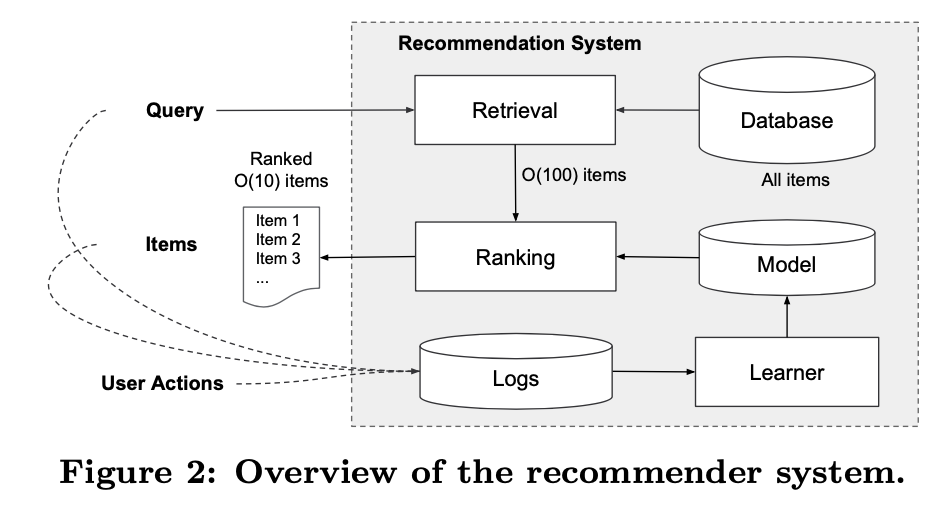 Recommendation System
Query
Retrieval
Database
All items
O(100) items
Ranked
O(10) items
Item 1
Item 2
Item 3
...
Items
Ranking
Model
User Actions
Logs
Learner
Figure 2: Overview of the recommender system.